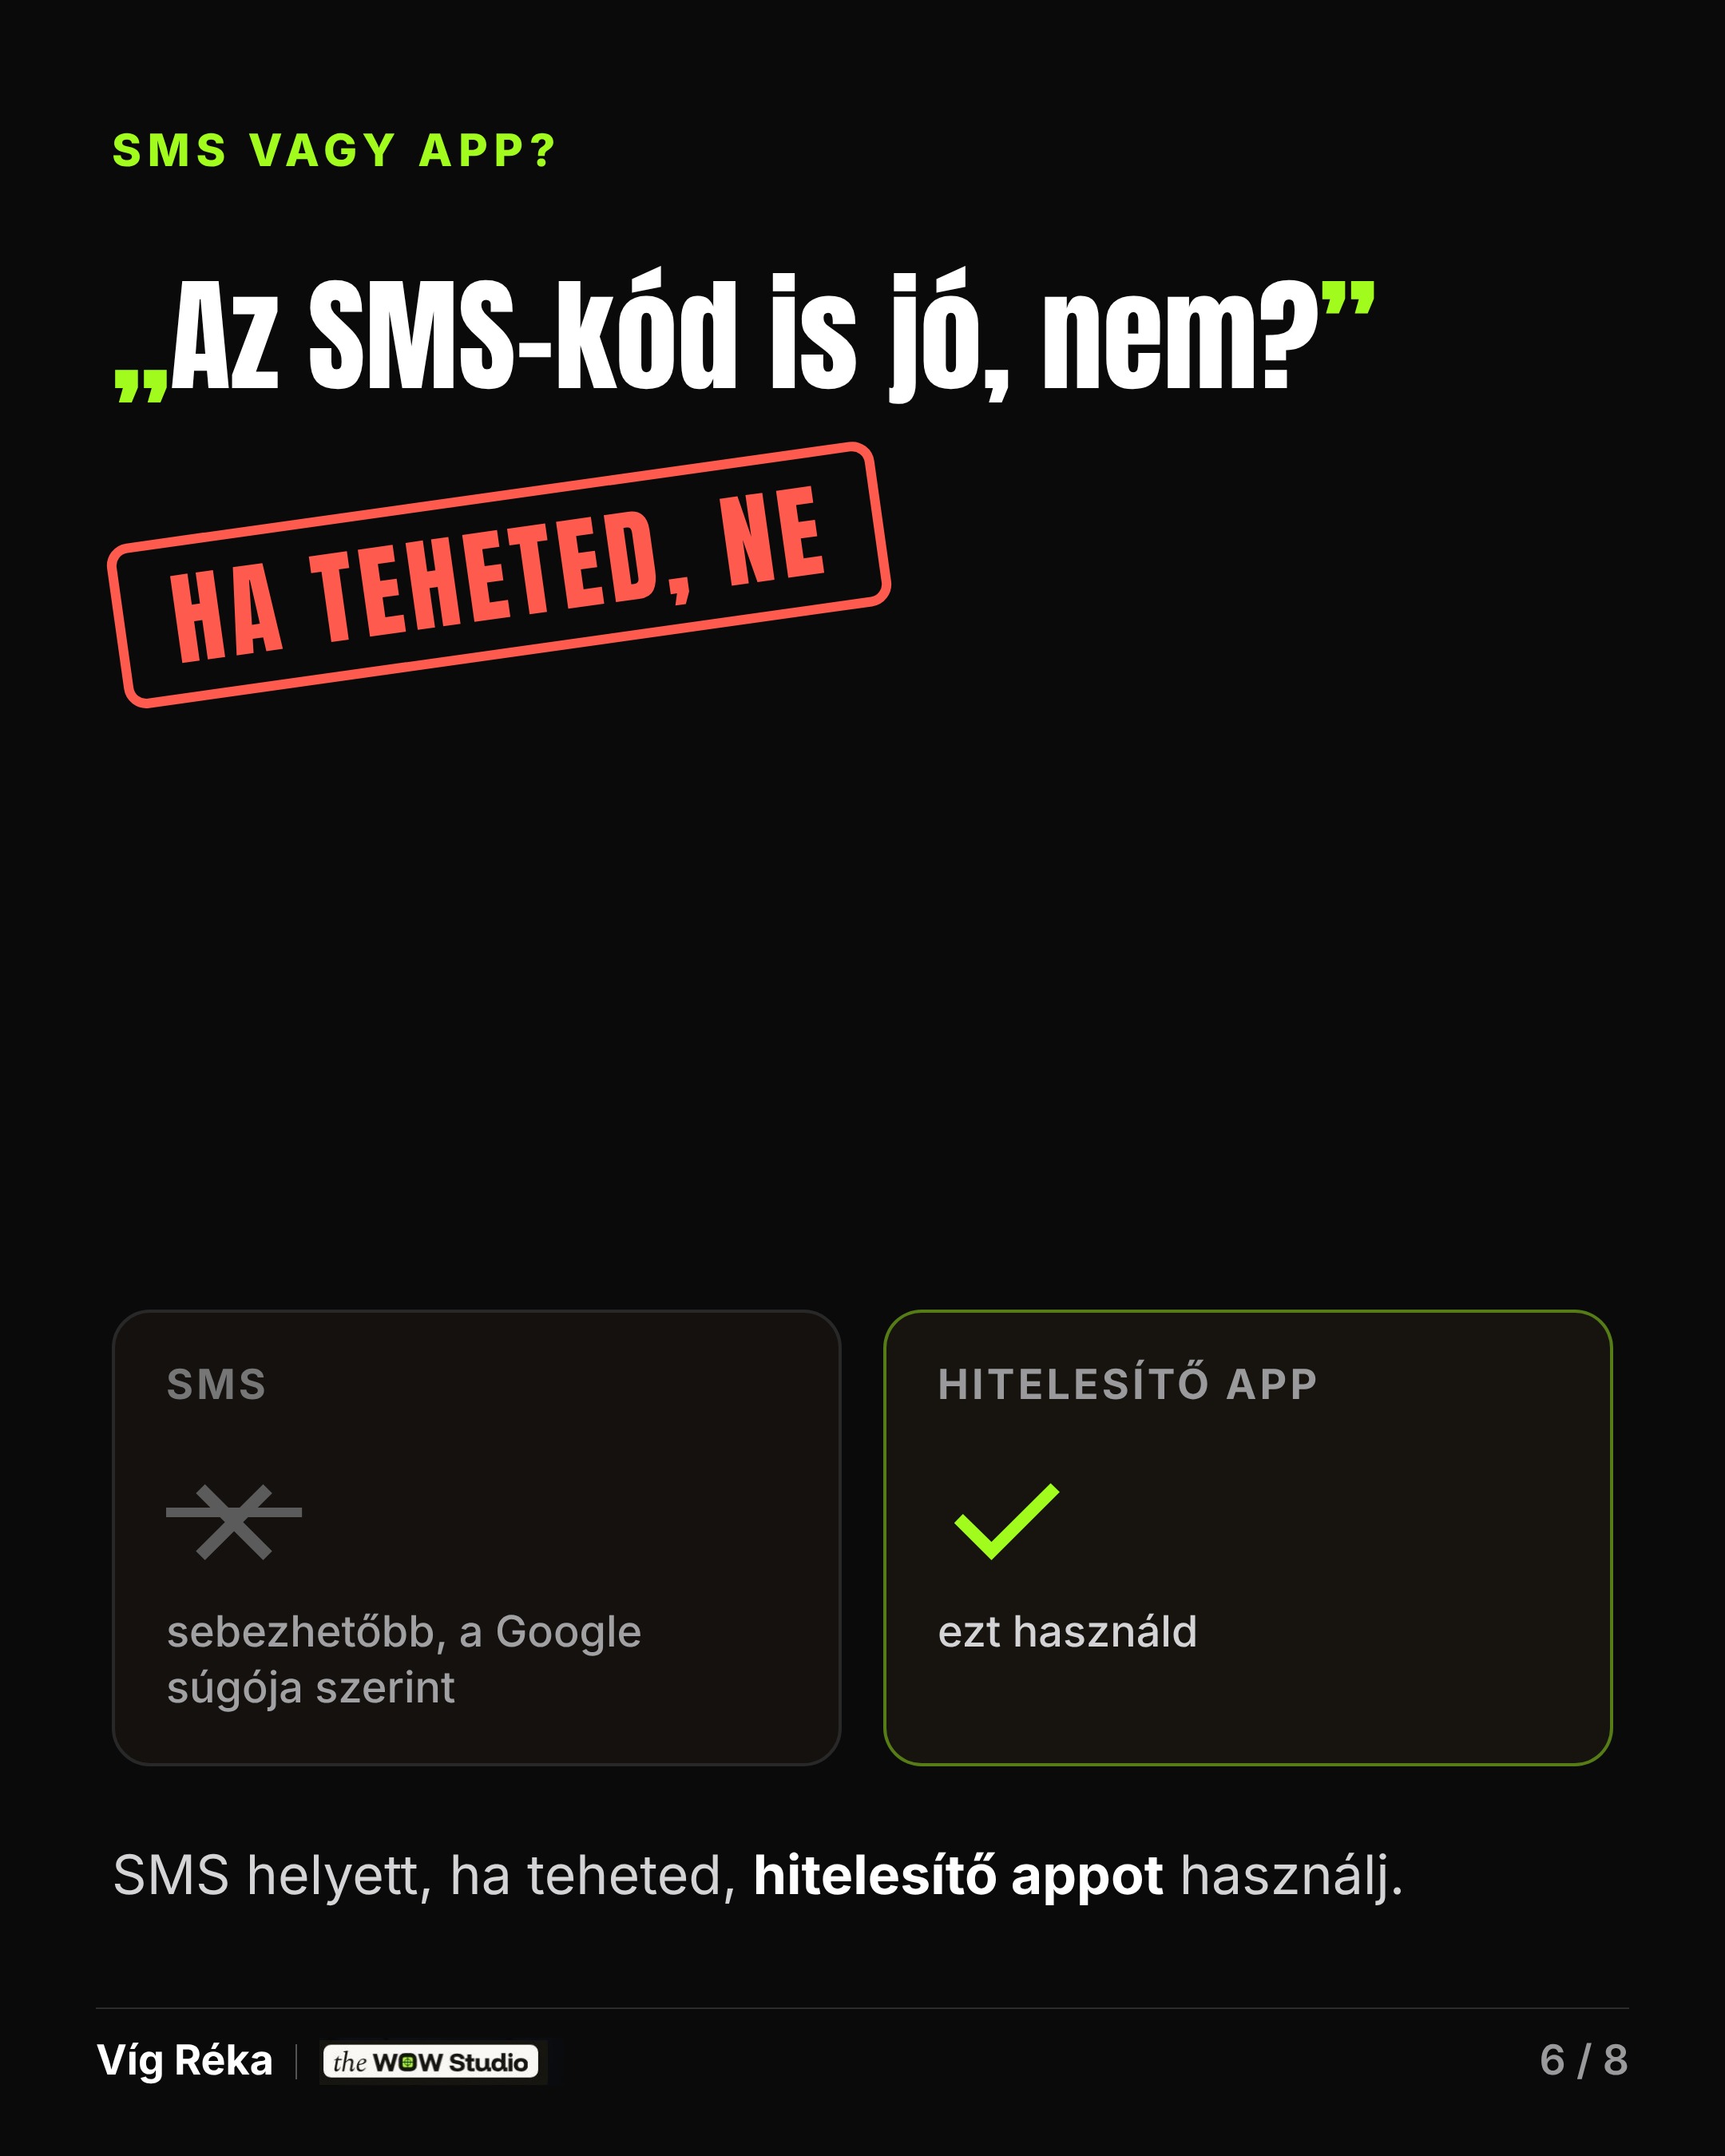 SMS VAGY APP?
„Az SMS-kód is jó, nem?”
HA TEHETED, NE
SMS
sebezhetőbb, a Google
súgója szerint
HITELESÍTŐ APP
ezt használd
SMS helyett, ha teheted, hitelesítő appot használj.
Víg Réka
the WOW Studio
6 / 8